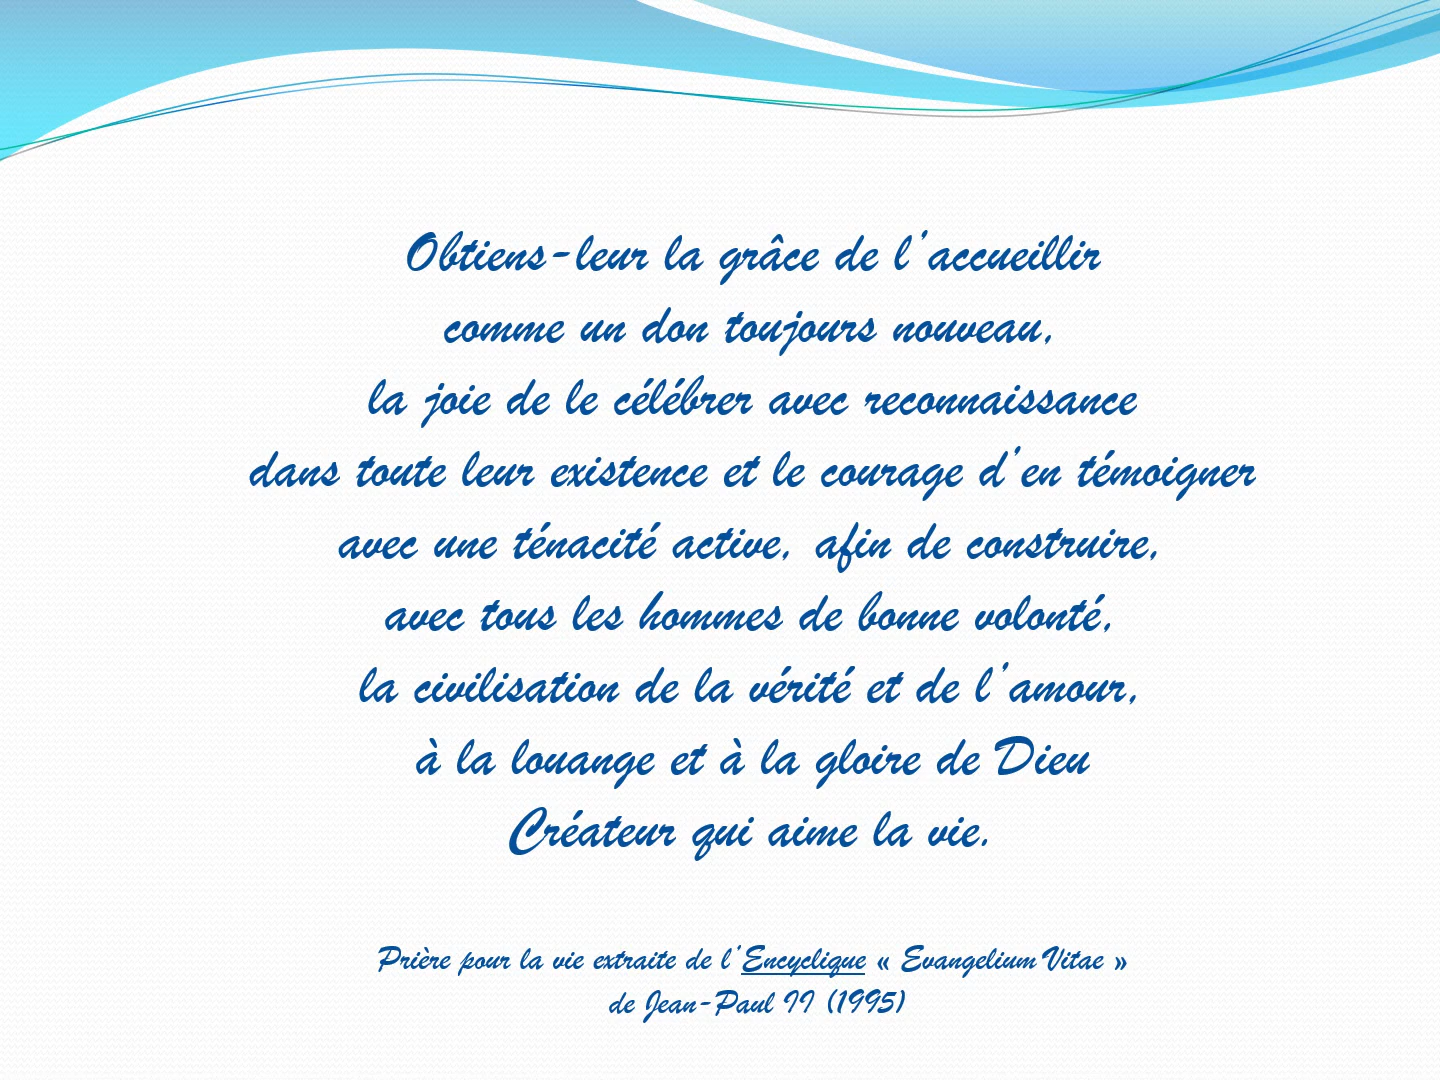 Obtiens-leur la grâce de l’accueillir
comme un don toujours nouveau,
la joie de le célébrer avec reconnaissance
dans toute leur existence et le courage d’en témoigner
avec une ténacité active, afin de construire,
avec tous les hommes de bonne volonté,
la civilisation de la vérité et de l’amour,
à la louange et à la gloire de Dieu
Créateur qui aime la vie.
Prière pour la vie extraite de l’Encyclique « Evangelium Vitae »
de Jean-Paul II (1995)